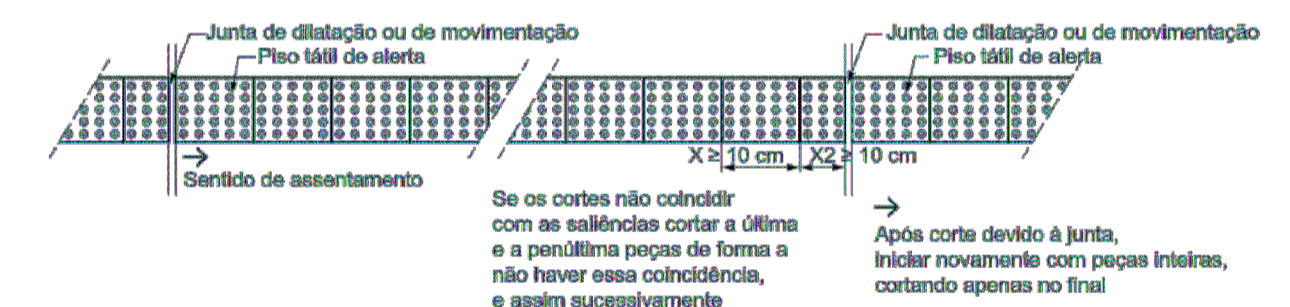 Junta de dilatação ou de movimentação
Piso tátil de alerta
Sentido de assentamento
Junta de dilatação ou de movimentação
Piso tátil de alerta
X ≥ 10 cm
X2 ≥ 10 cm
Se os cortes não coincidir
com as saliências cortar a última
e a penúltima peças de forma a
não haver essa coincidência,
e assim sucessivamente
Após corte devido à junta,
iniciar novamente com peças inteiras,
cortando apenas no final